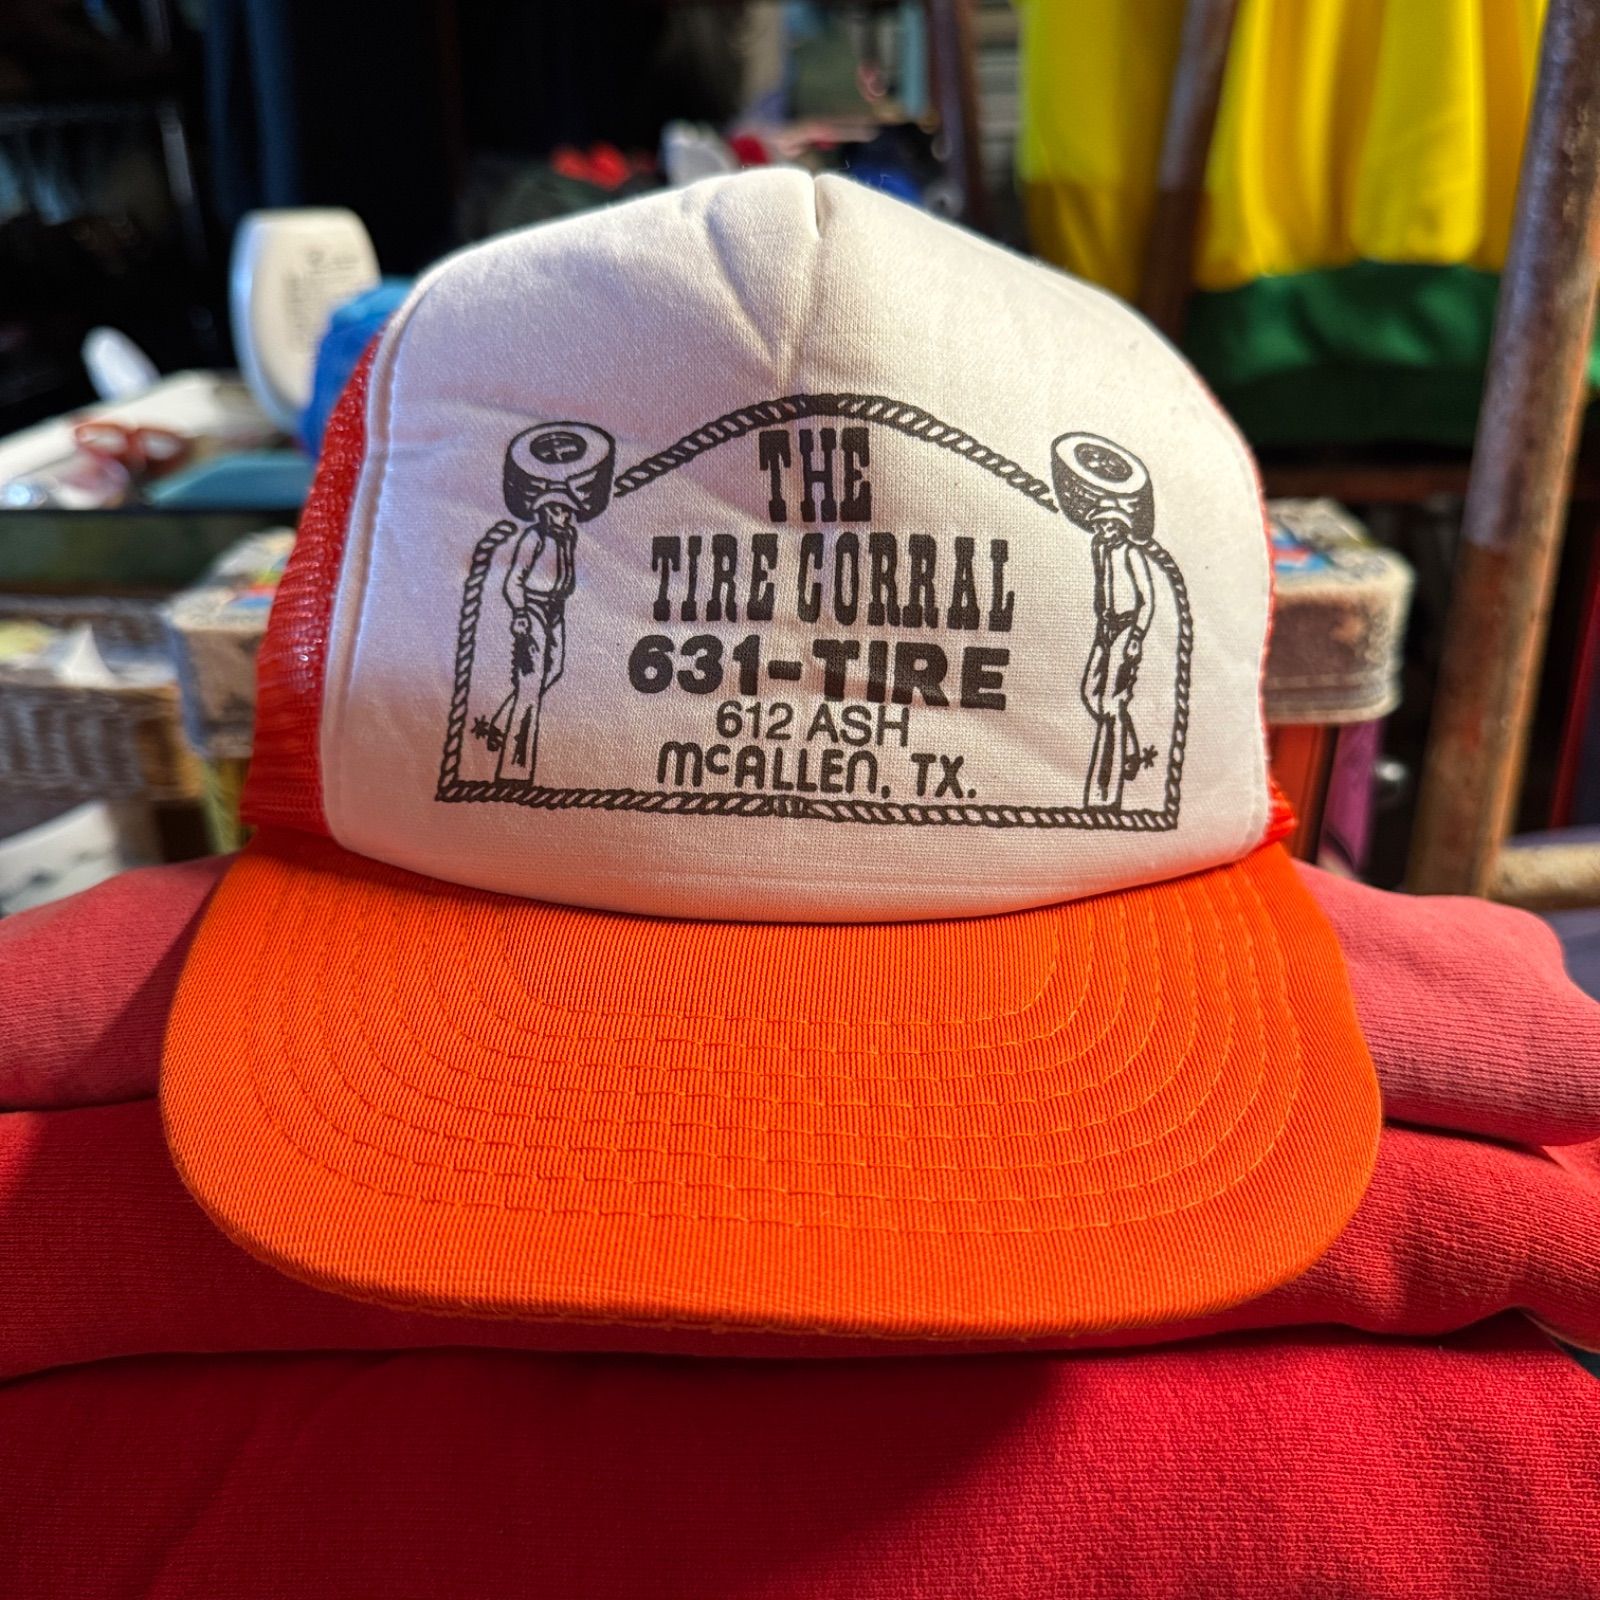 THE
TIRE CORRAL
631-TIRE
612 ASH
McALLEN, TX.